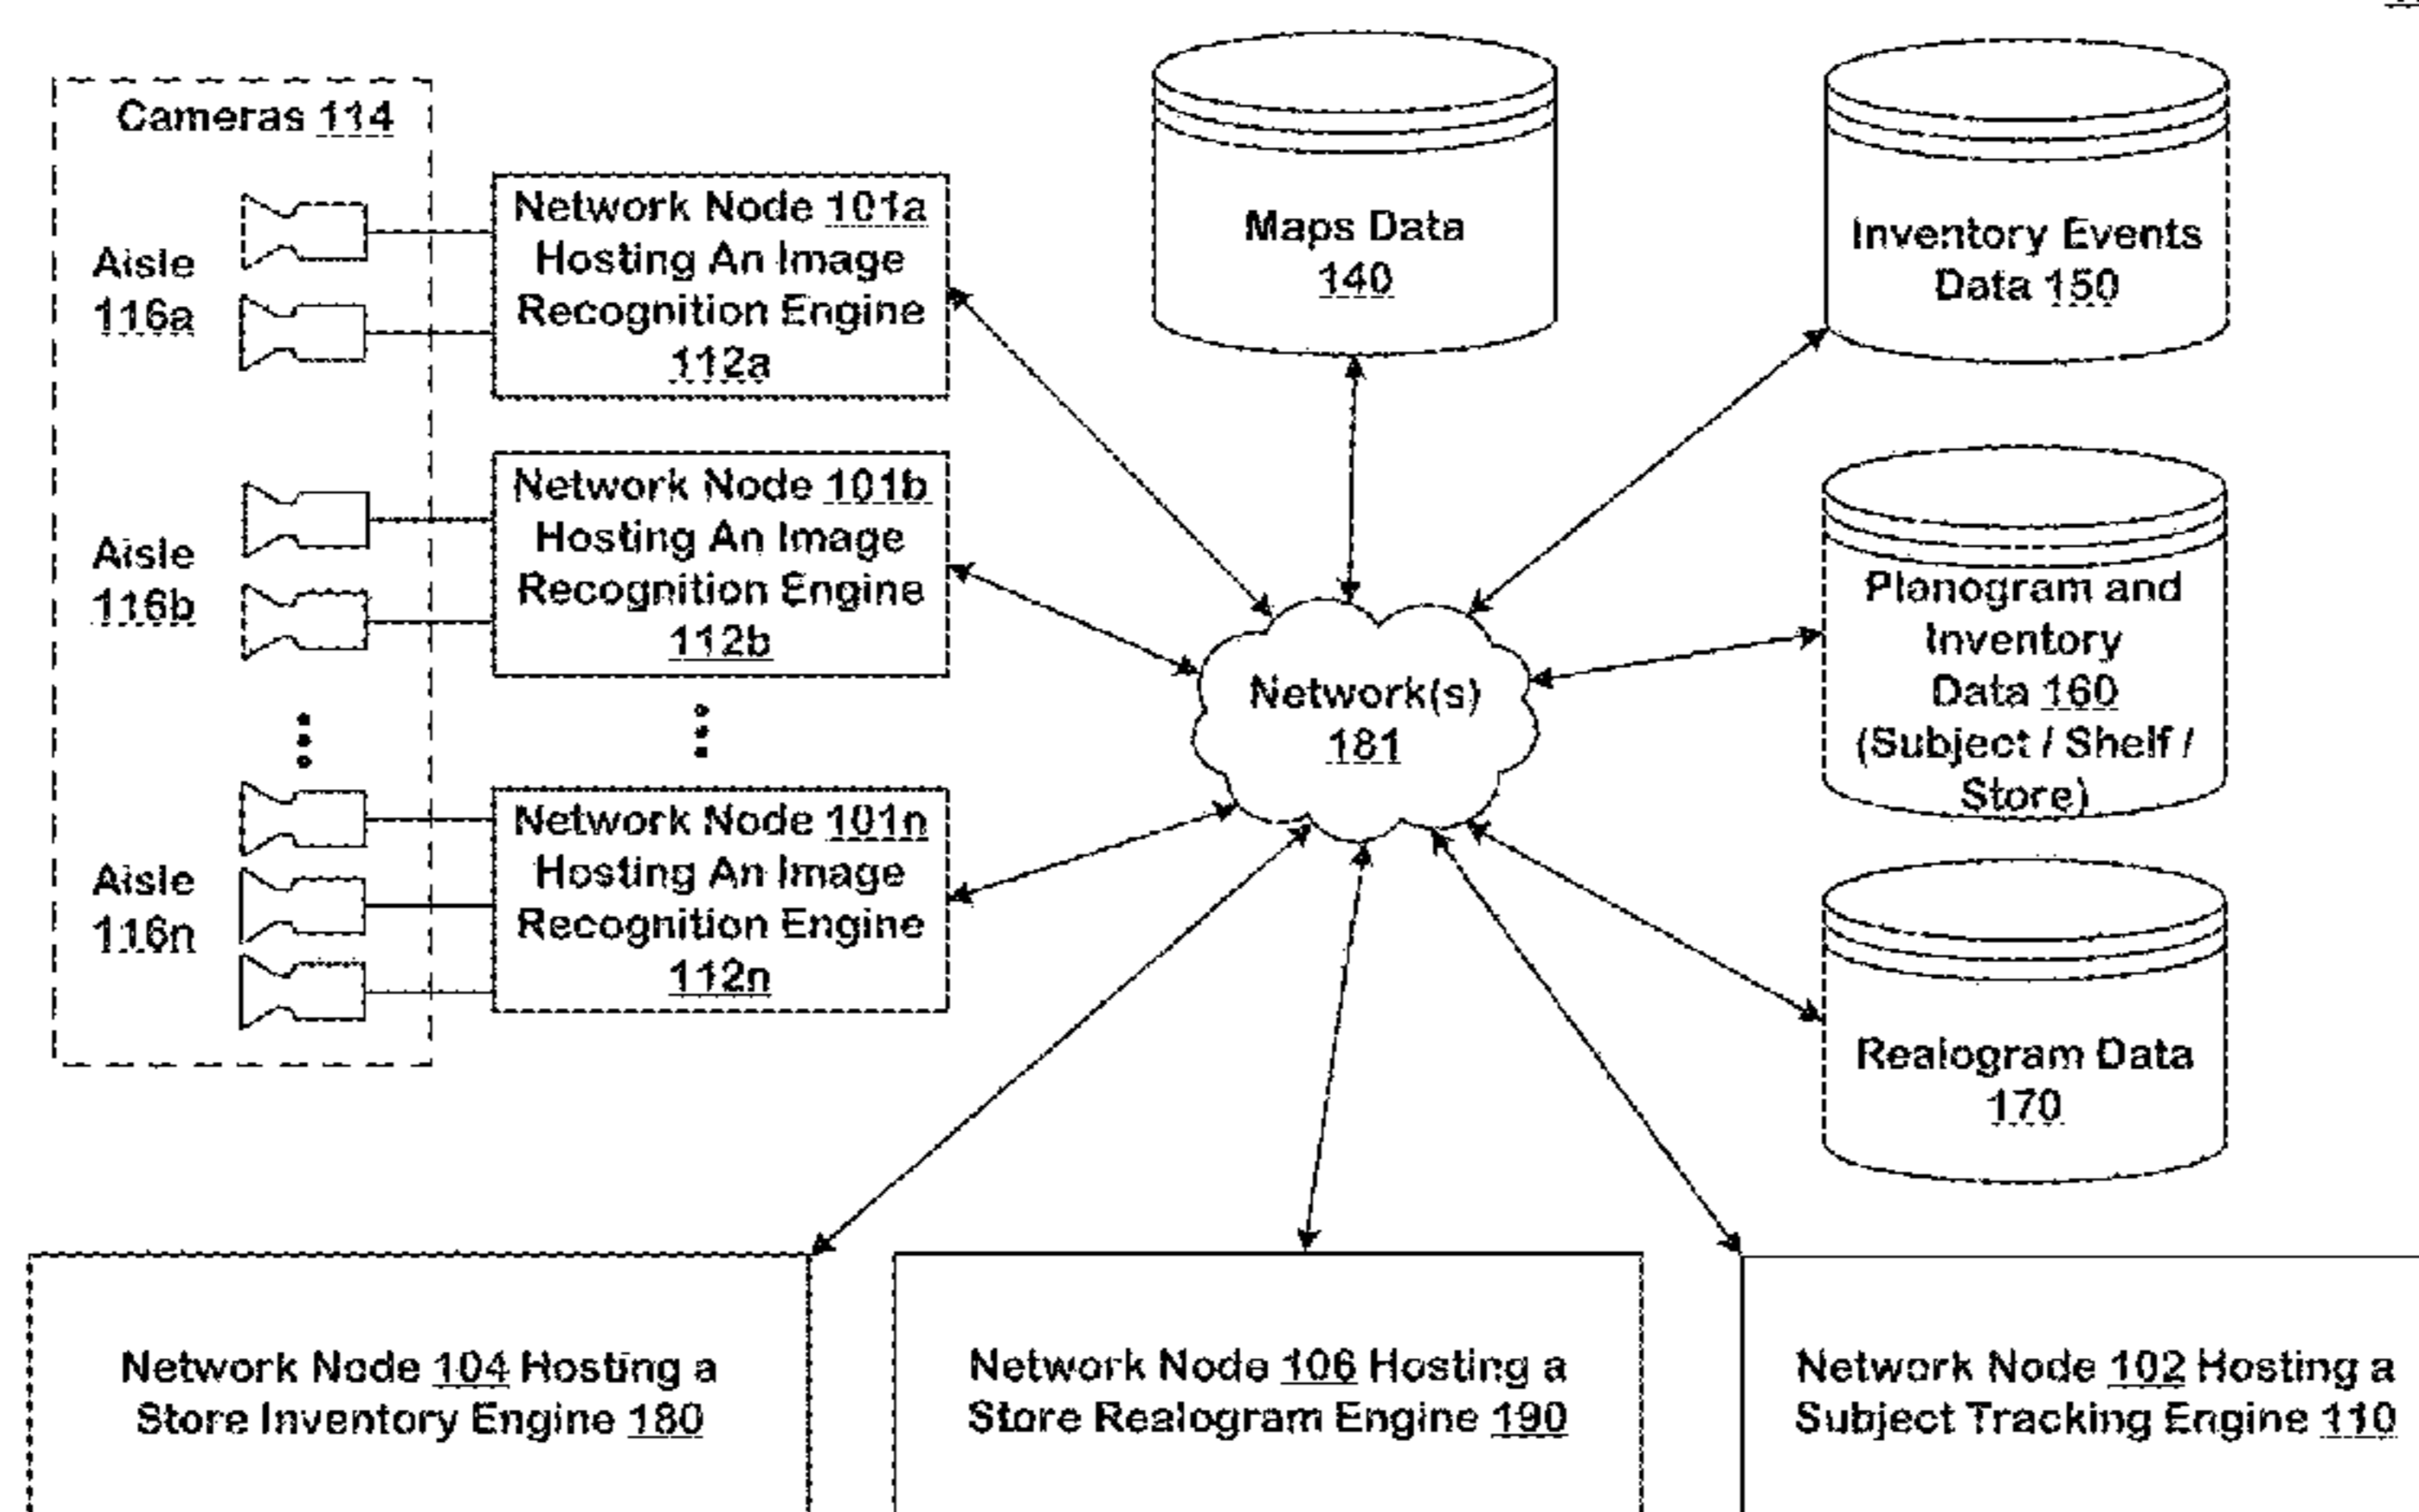 Cameras 114
Aisle
116a
Network Node 101a
Hosting An Image
Recognition Engine
112a
Maps Data
140
Inventory Events
Data 150
Aisle
116b
Network Node 101b
Hosting An Image
Recognition Engine
112b
Planogram and
Inventory
Data 160
(Subject / Shelf /
Store)
Network(s)
181
Aisle
116n
Network Node 101n
Hosting An Image
Recognition Engine
112n
Realogram Data
170
Network Node 104 Hosting a
Store Inventory Engine 180
Network Node 106 Hosting a
Store Realogram Engine 190
Network Node 102 Hosting a
Subject Tracking Engine 110